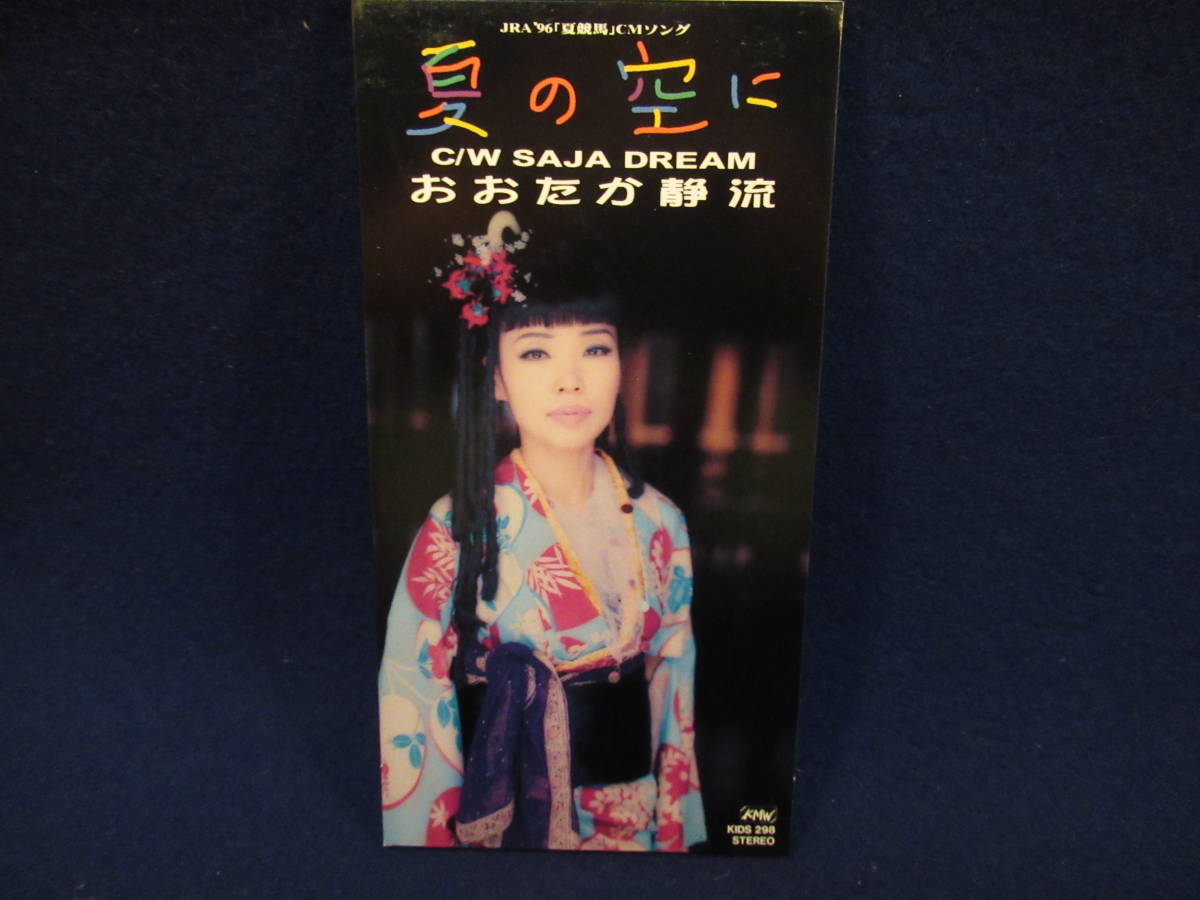 JRA'96「夏競馬」CMソング
夏の空に
C/W SAJA DREAM
おおたか静流
KMW
KIDS 298
STEREO